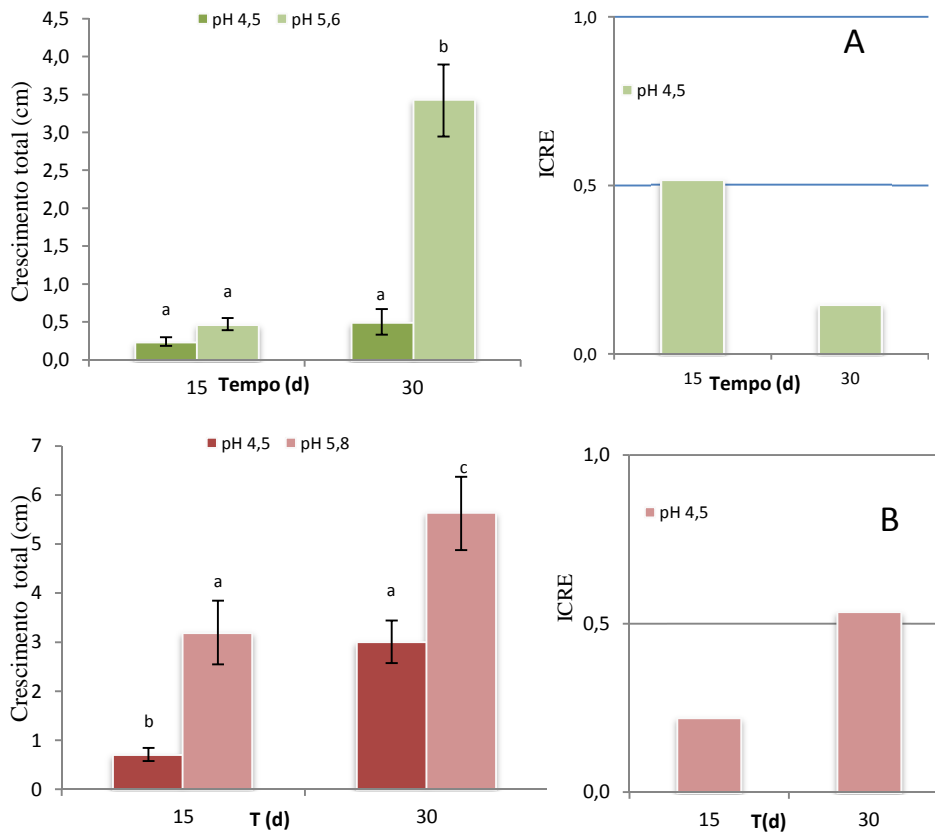 pH 4,5 pH 5,6
4,5
4,0
3,5
3,0
2,5
2,0
1,5
1,0
0,5
0,0
Crescimento total (cm)
a
a
a
b
15 Tempo (d) 30
A
pH 4,5
1,0
0,5
0,0
ICRE
15 Tempo (d) 30
pH 4,5 pH 5,8
7
6
5
4
3
2
1
0
Crescimento total (cm)
b
a
a
c
15 T (d) 30
B
pH 4,5
1,0
0,5
0,0
ICRE
15 T(d) 30